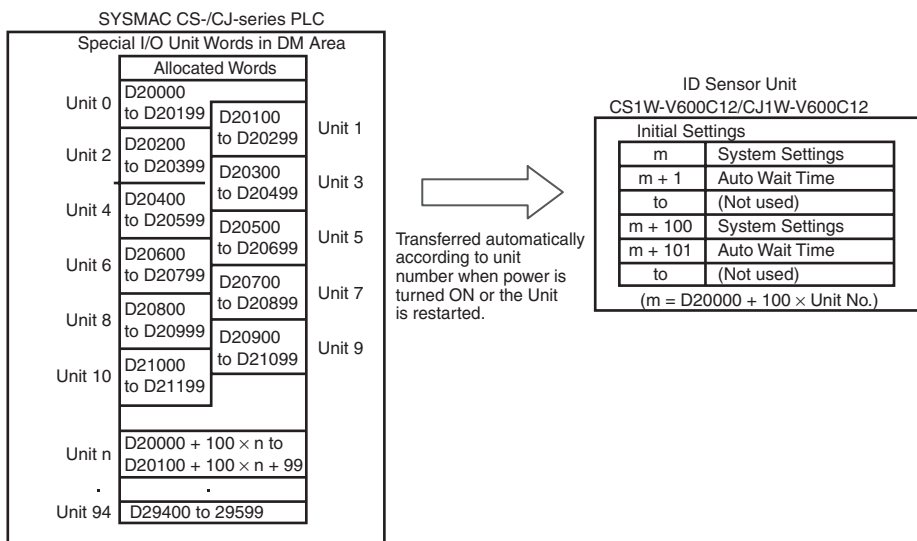 SYSMAC CS-/CJ-series PLC
Special I/O Unit Words in DM Area
Allocated Words
Unit 0
D20000
to D20199
D20100
to D20299
Unit 1
Unit 2
D20200
to D20399
D20300
to D20499
Unit 3
Unit 4
D20400
to D20599
D20500
to D20699
Unit 5
Unit 6
D20600
to D20799
D20700
to D20899
Unit 7
Unit 8
D20800
to D20999
D20900
to D21099
Unit 9
Unit 10
D21000
to D21199
Unit n
D20000 + 100 × n to
D20100 + 100 × n + 99
. .
Unit 94
D29400 to 29599
Transferred automatically
according to unit
number when power is
turned ON or the Unit
is restarted.
ID Sensor Unit
CS1W-V600C12/CJ1W-V600C12
Initial Settings
m System Settings
m + 1 Auto Wait Time
to (Not used)
m + 100 System Settings
m + 101 Auto Wait Time
to (Not used)
(m = D20000 + 100 × Unit No.)